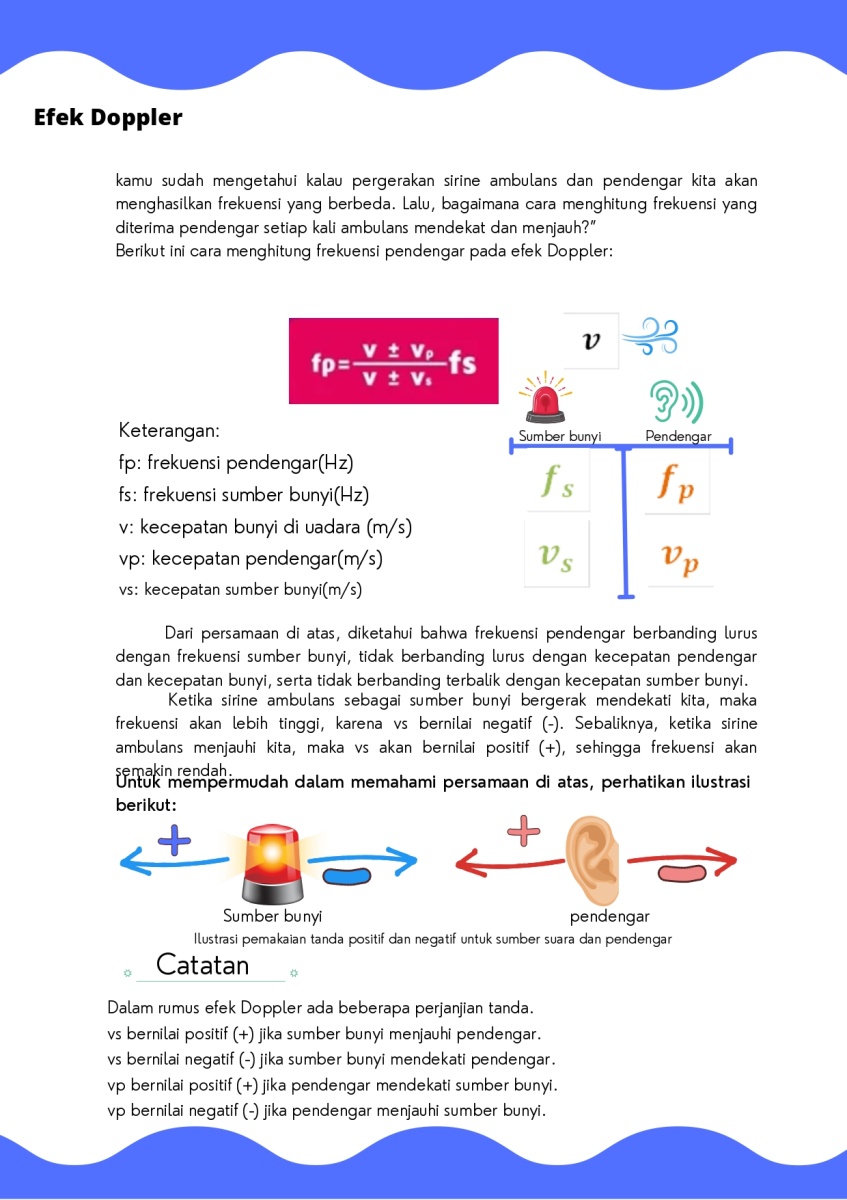 Efek Doppler
kamu sudah mengetahui kalau pergerakan sirine ambulans dan pendengar kita akan
menghasilkan frekuensi yang berbeda. Lalu, bagaimana cara menghitung frekuensi yang
diterima pendengar setiap kali ambulans mendekat dan menjauh?”
Berikut ini cara menghitung frekuensi pendengar pada efek Doppler:
fp= v ± vp / v ± vs fs
v
Sumber bunyi Pendengar
fs fp
vs vp
Keterangan:
fp: frekuensi pendengar(Hz)
fs: frekuensi sumber bunyi(Hz)
v: kecepatan bunyi di uadara (m/s)
vp: kecepatan pendengar(m/s)
vs: kecepatan sumber bunyi(m/s)
Dari persamaan di atas, diketahui bahwa frekuensi pendengar berbanding lurus
dengan frekuensi sumber bunyi, tidak berbanding lurus dengan kecepatan pendengar
dan kecepatan bunyi, serta tidak berbanding terbalik dengan kecepatan sumber bunyi.
Ketika sirine ambulans sebagai sumber bunyi bergerak mendekati kita, maka
frekuensi akan lebih tinggi, karena vs bernilai negatif (-). Sebaliknya, ketika sirine
ambulans menjauhi kita, maka vs akan bernilai positif (+), sehingga frekuensi akan
semakin rendah.
Untuk mempermudah dalam memahami persamaan di atas, perhatikan ilustrasi
berikut:
+ - + -
Sumber bunyi pendengar
Ilustrasi pemakaian tanda positif dan negatif untuk sumber suara dan pendengar
Catatan
Dalam rumus efek Doppler ada beberapa perjanjian tanda.
vs bernilai positif (+) jika sumber bunyi menjauhi pendengar.
vs bernilai negatif (-) jika sumber bunyi mendekati pendengar.
vp bernilai positif (+) jika pendengar mendekati sumber bunyi.
vp bernilai negatif (-) jika pendengar menjauhi sumber bunyi.